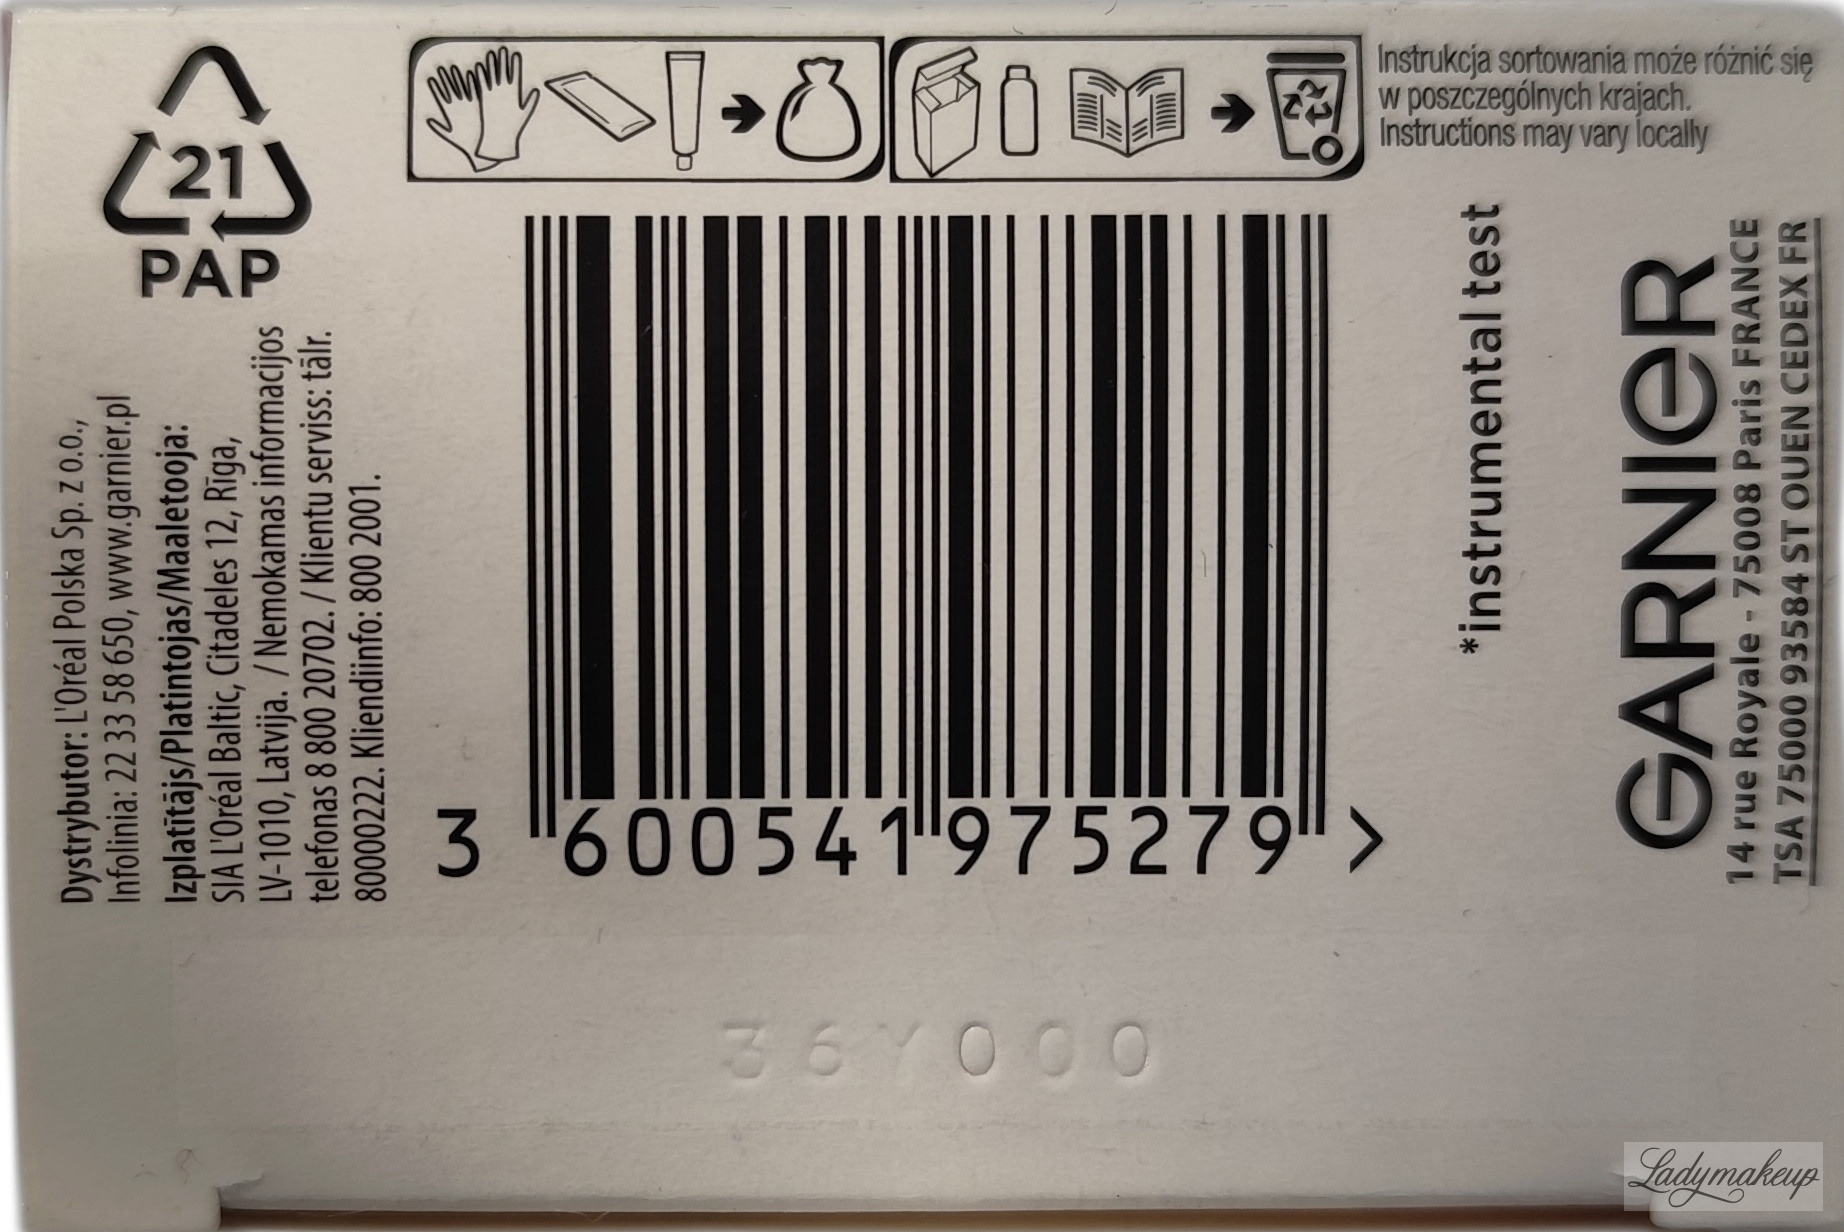 21
PAP
Instrukcja sortowania może różnić się
w poszczególnych krajach.
Instructions may vary locally
Dystrybutor: L'Oréal Polska Sp. z o.o.,
Infolinia: 22 33 58 650, www.garnier.pl
Izplatītājs/Platintojas/Maaletooja:
SIA L'Oréal Baltic, Citadeles 12, Rīga,
LV-1010, Latvija. / Nemokamas informacijos
telefonas 8 800 20702. / Klientu serviss: tālr.
80000222. Kliendiinfo: 800 2001.
3 600541 975279 >
*instrumental test
GARNIER
14 rue Royale - 75008 Paris FRANCE
TSA 75000 93584 ST OUEN CEDEX FR
36Y000
Ladymakeup